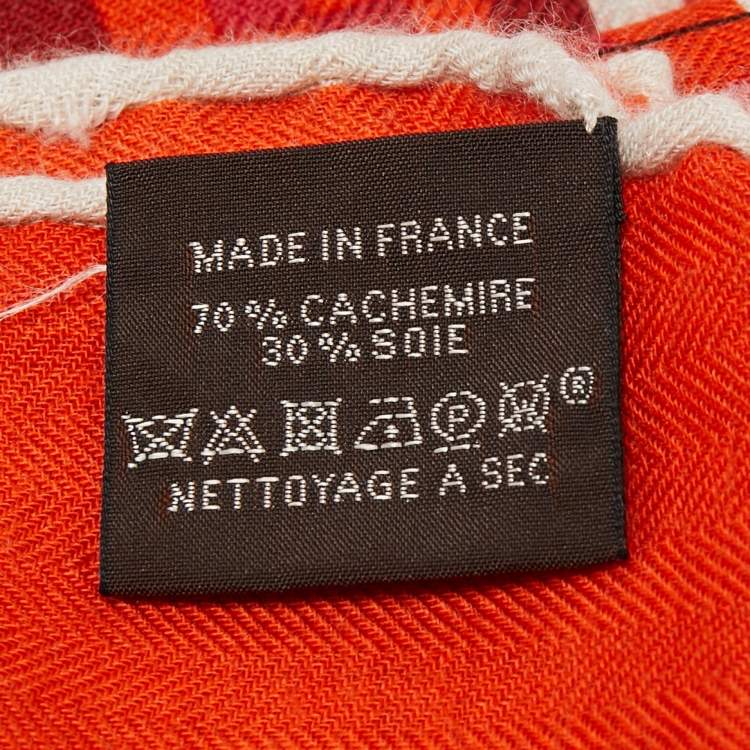 MADE IN FRANCE
70 % CACHEMIRE
30 % SOIE
P W ®
NETTOYAGE A SEC